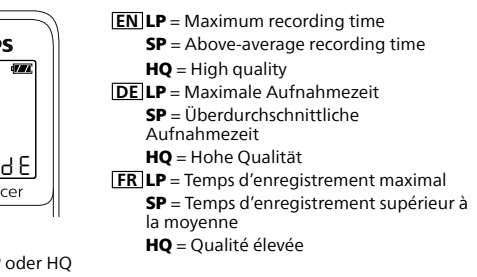 EN LP = Maximum recording time
SP = Above-average recording time
HQ = High quality
DE LP = Maximale Aufnahmezeit
SP = Überdurchschnittliche
Aufnahmezeit
HQ = Hohe Qualität
FR LP = Temps d'enregistrement maximal
SP = Temps d'enregistrement supérieur à
la moyenne
HQ = Qualité élevée
oder HQ